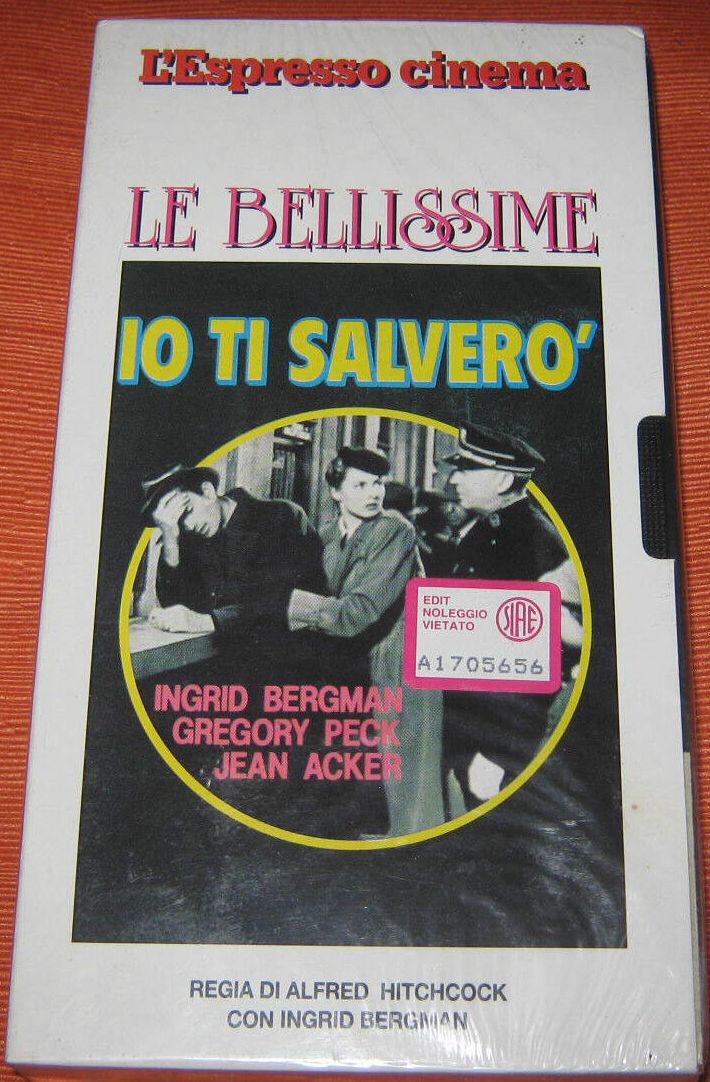 L'Espresso cinema
LE BELLISSIME
IO TI SALVERO'
EDIT
NOLEGGIO
VIETATO
SIAE
A1705656
INGRID BERGMAN
GREGORY PECK
JEAN ACKER
REGIA DI ALFRED HITCHCOCK
CON INGRID BERGMAN